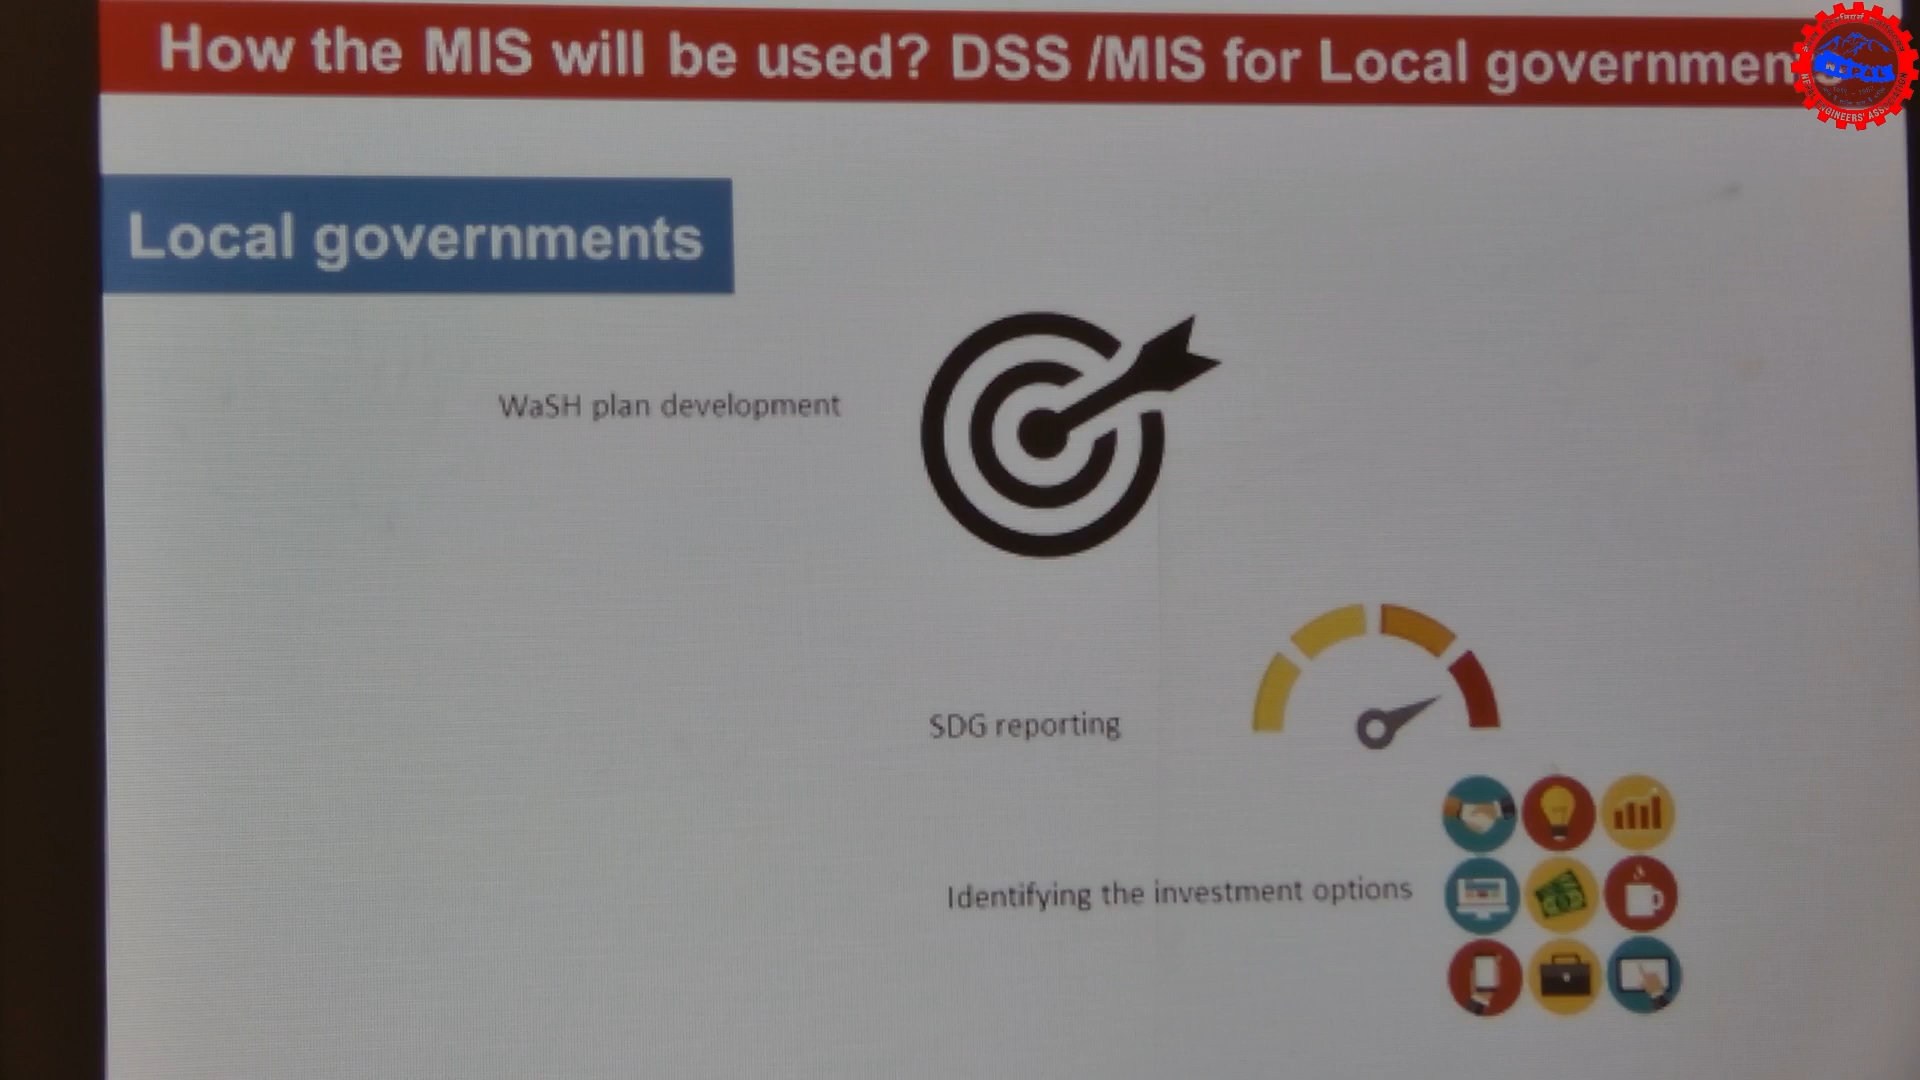 How the MIS will be used? DSS /MIS for Local governmen
Local governments
WaSH plan development
SDG reporting
Identifying the investment options
ENGINEERS'